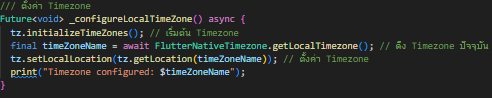 /// ตั้งค่า Timezone
Future<void> _configureLocalTimeZone() async {
  tz.initializeTimeZones(); // เริ่มต้น Timezone
  final timeZoneName = await FlutterNativeTimezone.getLocalTimezone(); // ดึง Timezone ปัจจุบัน
  tz.setLocalLocation(tz.getLocation(timeZoneName)); // ตั้งค่า Timezone
  print("Timezone configured: $timeZoneName");
}